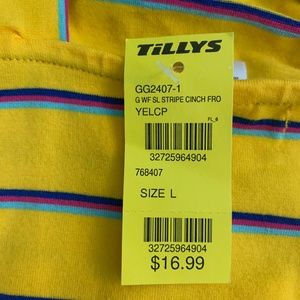 TILLYS
GG2407-1
G WF SL STRIPE CINCH FRO
YELCP
FL_6
32725964904
768407
SIZE L
32725964904
$16.99